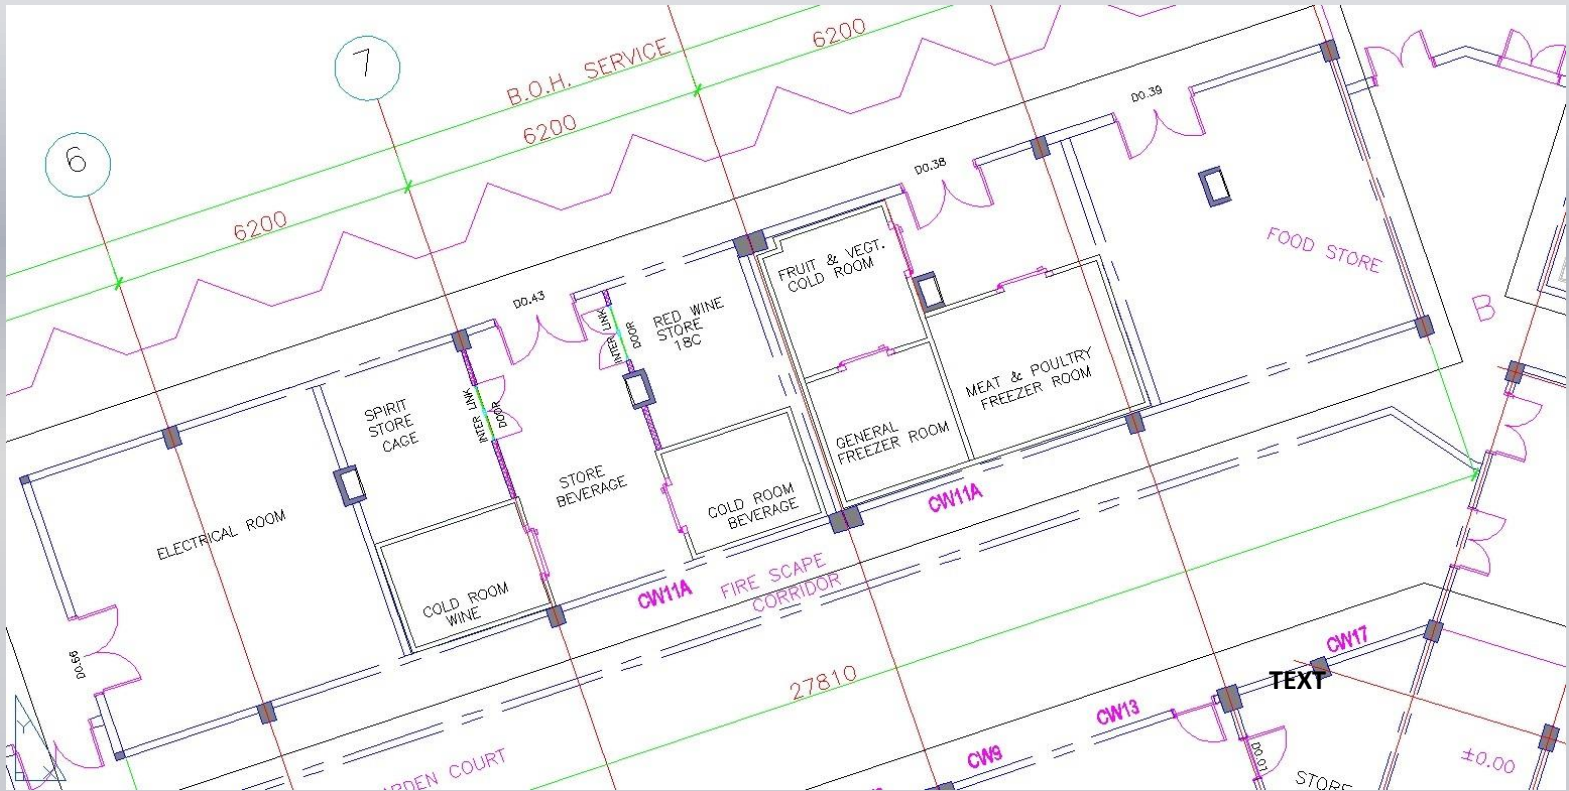 6200
B.O.H. SERVICE
7
6200
6
6200
D0.39
D0.38
FOOD STORE
FRUIT & VEGT.
COLD ROOM
D0.43
INTER LINK
DOOR
RED WINE
STORE
18C
B
MEAT & POULTRY
FREEZER ROOM
SPIRIT
STORE
CAGE
INTER LINK
DOOR
GENERAL
FREEZER ROOM
STORE
BEVERAGE
CW11A
COLD ROOM
BEVERAGE
ELECTRICAL ROOM
COLD ROOM
WINE
CW11A
FIRE SCAPE
CORRIDOR
CW17
D0.66
27810
TEXT
CW13
CW9
D0.01
±0.00
STORE
ARDEN COURT
Y
X